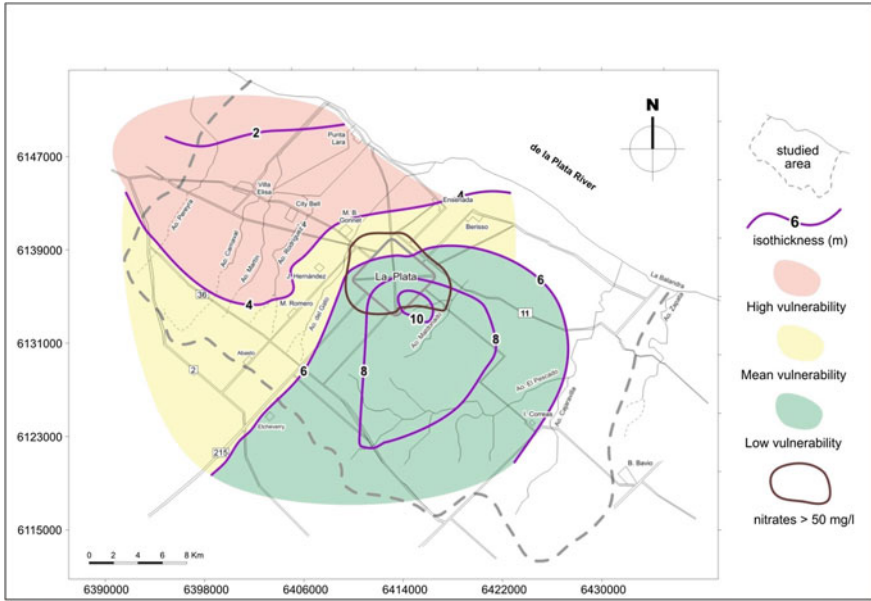 6147000
6139000
6131000
6123000
6115000
6390000
6398000
6406000
6414000
6422000
6430000
0 2 4 6 8 Km
2
Punta
Lara
Villa
Elisa
City Bell
Ao. Pereyra
Ao. Carnaval
Ao. Martín
Ao. Rodríguez
M. B.
Gonnet
4
Ensenada
Berisso
J. Hernández
La Plata
Ao. del Gato
4
M. Romero
36
Abasto
2
6
8
10
Ao. Maldonado
11
8
6
Etcheverry
215
Ao. El Pescado
I. Correas
Ao. Cajaravilla
B. Bavio
La Balandra
Ao. Zapata
de la Plata River
N
studied
area
6
isothickness (m)
High vulnerability
Mean vulnerability
Low vulnerability
nitrates > 50 mg/l